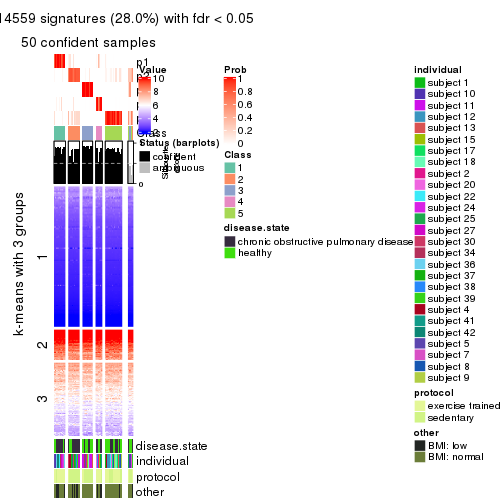 14559 signatures (28.0%) with fdr < 0.05
50 confident samples
p1
Value
10
8
6
4
2
0
Class
Status (barplots)
confident
ambiguous
0
k-means with 3 groups
1
2
3
disease.state
individual
protocol
other
Prob
1
0.8
0.6
0.4
0.2
0
Class
1
2
3
4
5
disease.state
chronic obstructive pulmonary disease
healthy
individual
subject 1
subject 10
subject 11
subject 12
subject 13
subject 15
subject 17
subject 18
subject 2
subject 20
subject 22
subject 24
subject 25
subject 27
subject 30
subject 34
subject 36
subject 37
subject 38
subject 39
subject 4
subject 41
subject 42
subject 5
subject 7
subject 8
subject 9
protocol
exercise trained
sedentary
other
BMI: low
BMI: normal